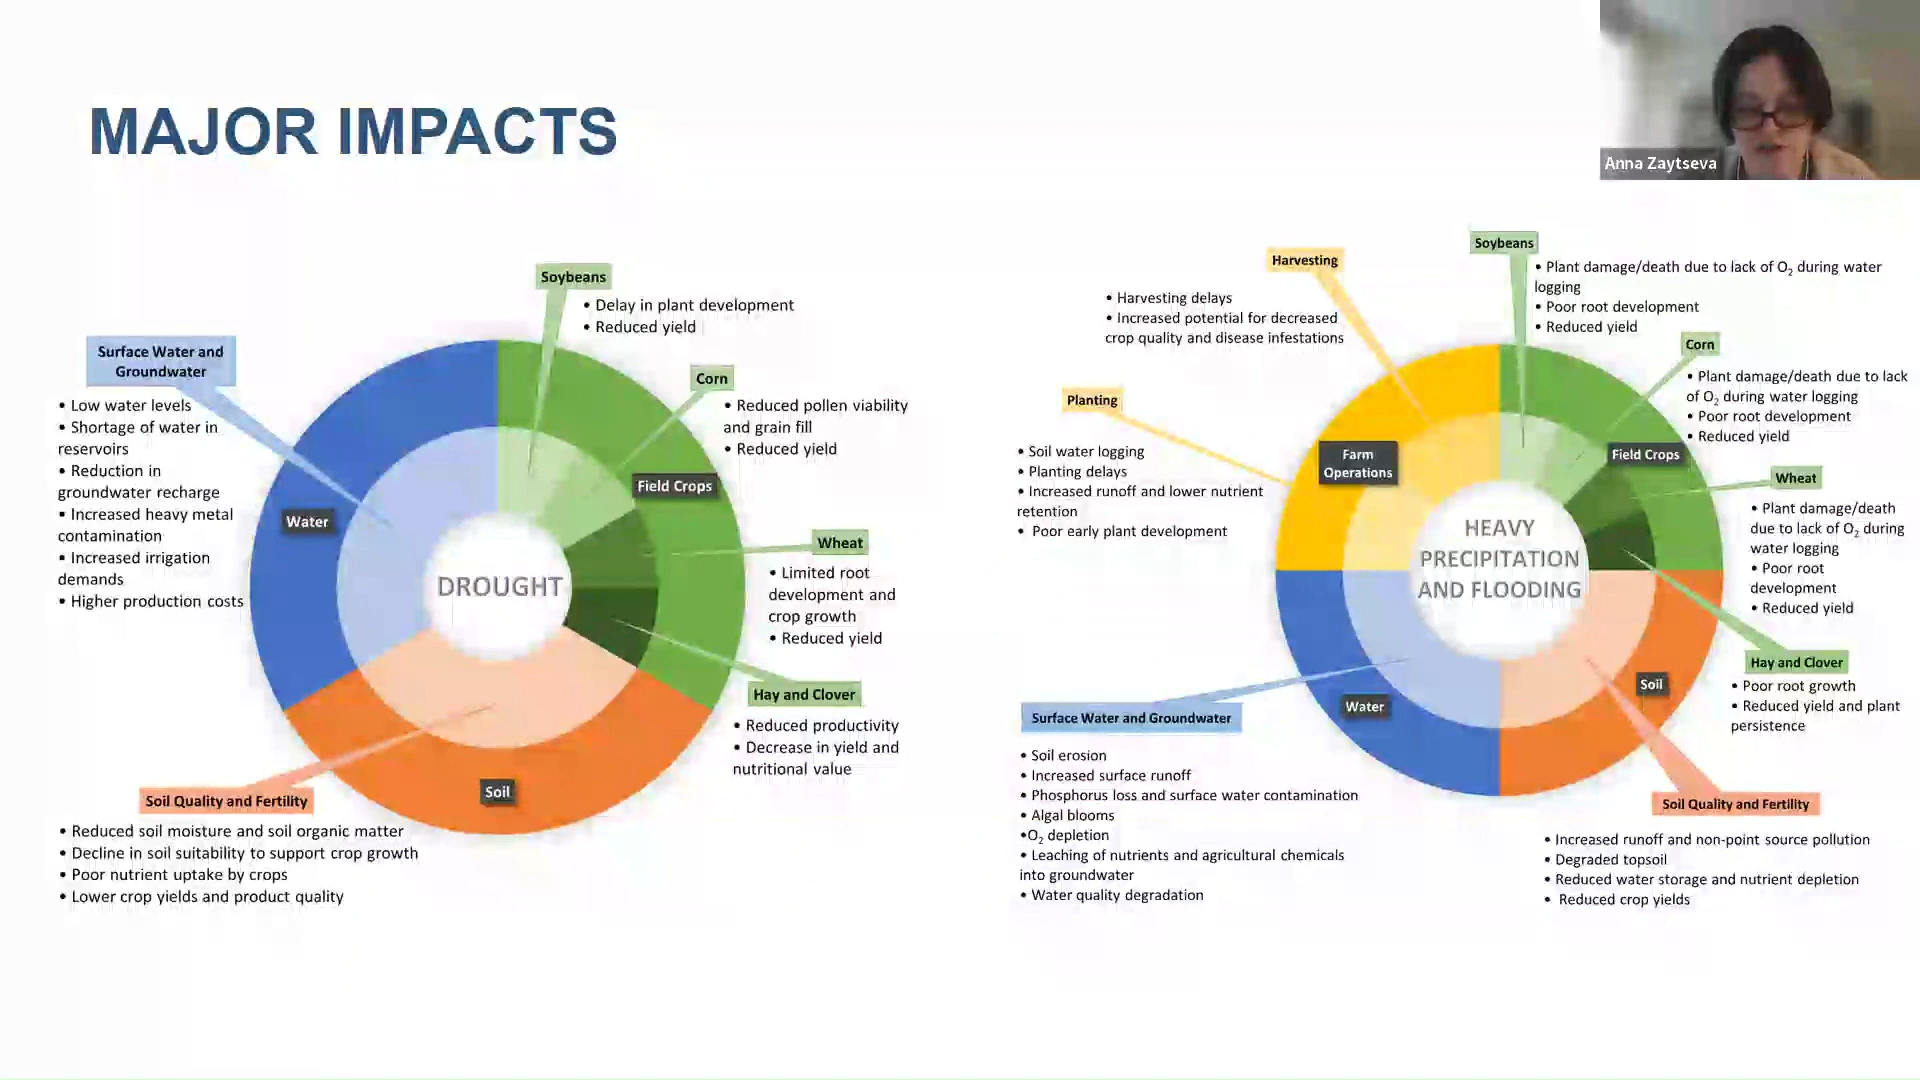 MAJOR IMPACTS
Anna Zaytseva
Soybeans
• Delay in plant development
• Reduced yield
Surface Water and
Groundwater
• Low water levels
• Shortage of water in
reservoirs
• Reduction in
groundwater recharge
• Increased heavy metal
contamination
• Increased irrigation
demands
• Higher production costs
Corn
• Reduced pollen viability
and grain fill
• Reduced yield
Field Crops
Water
DROUGHT
Wheat
• Limited root
development and
crop growth
• Reduced yield
Hay and Clover
• Reduced productivity
• Decrease in yield and
nutritional value
Soil
Soil Quality and Fertility
• Reduced soil moisture and soil organic matter
• Decline in soil suitability to support crop growth
• Poor nutrient uptake by crops
• Lower crop yields and product quality
Harvesting
• Harvesting delays
• Increased potential for decreased
crop quality and disease infestations
Soybeans
• Plant damage/death due to lack of O₂ during water
logging
• Poor root development
• Reduced yield
Corn
• Plant damage/death due to lack
of O₂ during water logging
• Poor root development
• Reduced yield
Planting
• Soil water logging
• Planting delays
• Increased runoff and lower nutrient
retention
• Poor early plant development
Farm
Operations
Field Crops
HEAVY
PRECIPITATION
AND FLOODING
Wheat
• Plant damage/death
due to lack of O₂ during
water logging
• Poor root
development
• Reduced yield
Hay and Clover
• Poor root growth
• Reduced yield and plant
persistence
Soil
Water
Surface Water and Groundwater
• Soil erosion
• Increased surface runoff
• Phosphorus loss and surface water contamination
• Algal blooms
•O₂ depletion
• Leaching of nutrients and agricultural chemicals
into groundwater
• Water quality degradation
Soil Quality and Fertility
• Increased runoff and non-point source pollution
• Degraded topsoil
• Reduced water storage and nutrient depletion
• Reduced crop yields